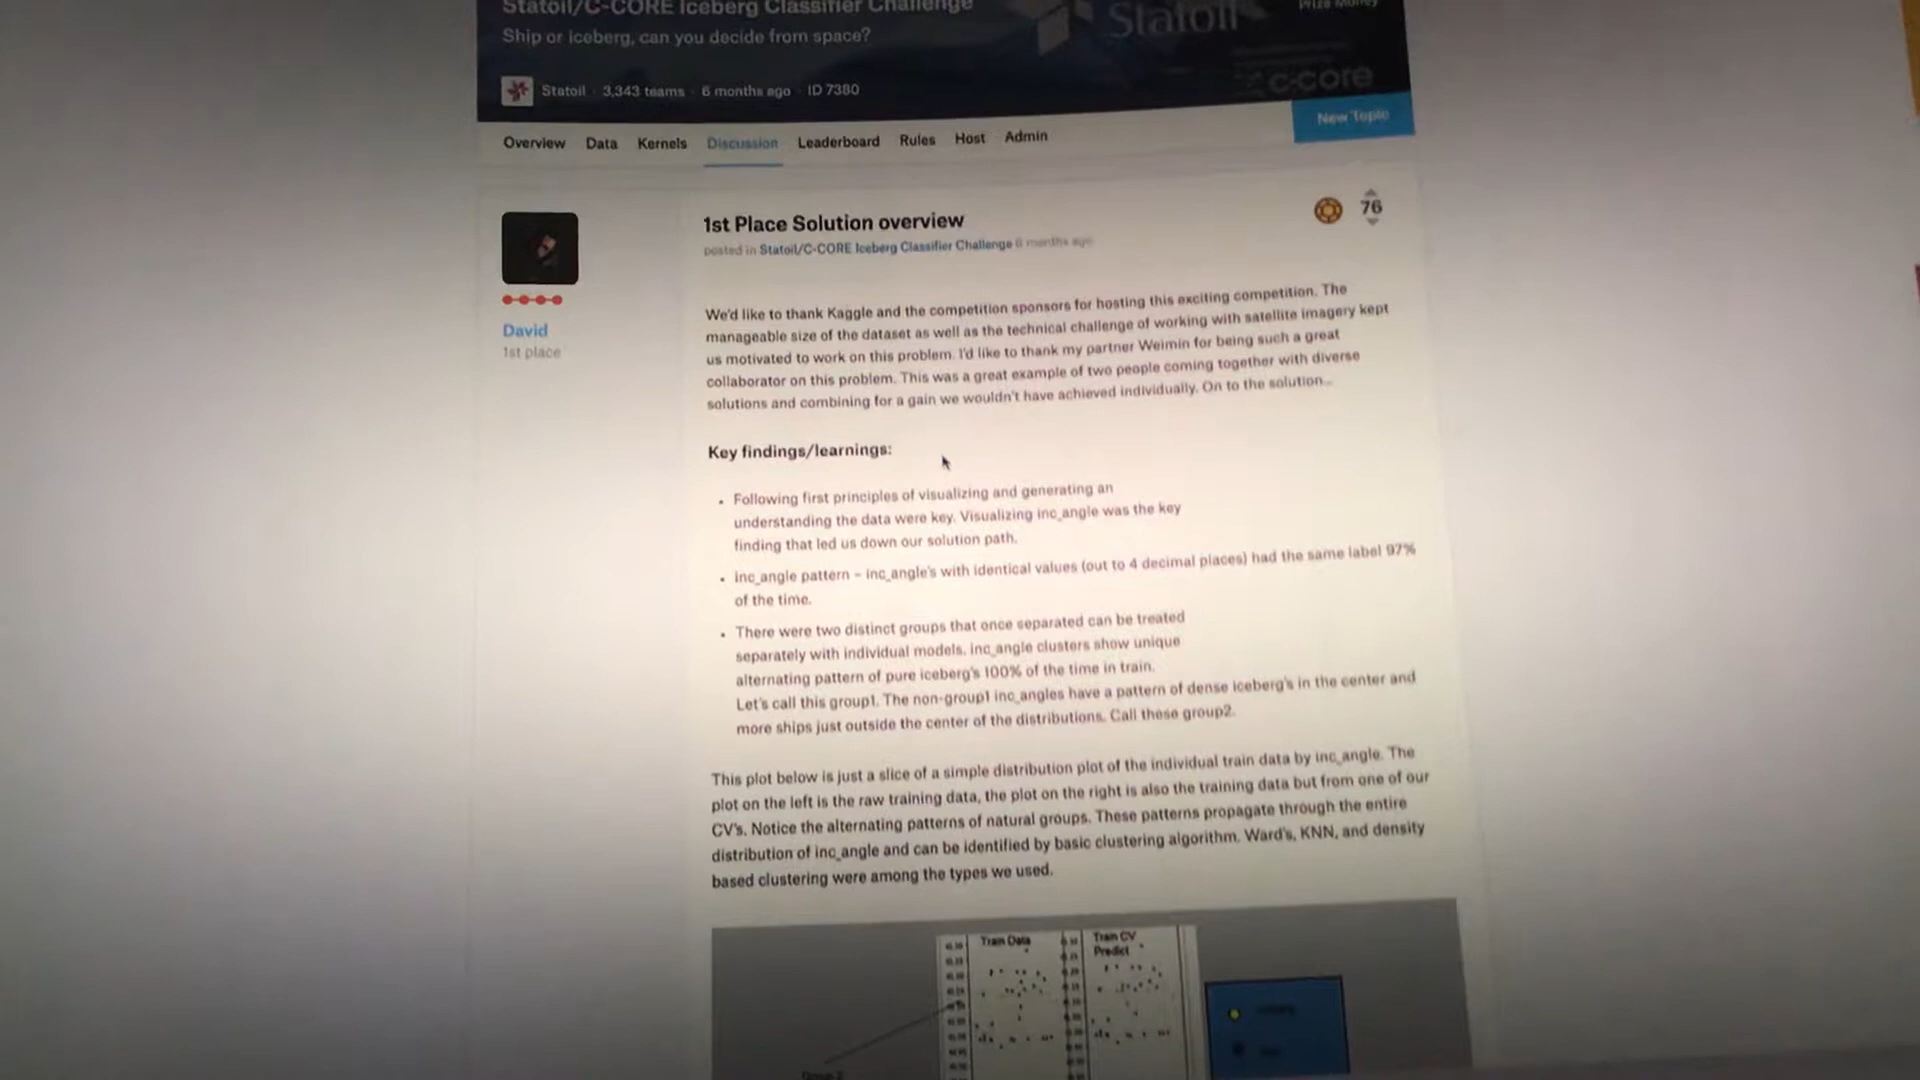 Statoil/C-CORE Iceberg Classifier Challenge
Prize Money
Statoil
Ship or iceberg, can you decide from space?
c-core
Statoil · 3,343 teams · 6 months ago · ID 7380
New Topic
Overview Data Kernels Discussion Leaderboard Rules Host Admin
1st Place Solution overview
76
posted in Statoil/C-CORE Iceberg Classifier Challenge 6 months ago
David
1st place
We'd like to thank Kaggle and the competition sponsors for hosting this exciting competition. The
manageable size of the dataset as well as the technical challenge of working with satellite imagery kept
us motivated to work on this problem. I'd like to thank my partner Weimin for being such a great
collaborator on this problem. This was a great example of two people coming together with diverse
solutions and combining for a gain we wouldn't have achieved individually. On to the solution...
Key findings/learnings:
• Following first principles of visualizing and generating an
understanding the data were key. Visualizing inc_angle was the key
finding that led us down our solution path.
• inc_angle pattern – inc_angle's with identical values (out to 4 decimal places) had the same label 97%
of the time.
• There were two distinct groups that once separated can be treated
separately with individual models. inc_angle clusters show unique
alternating pattern of pure iceberg's 100% of the time in train.
Let's call this group1. The non-group1 inc_angles have a pattern of dense iceberg's in the center and
more ships just outside the center of the distributions. Call these group2.
This plot below is just a slice of a simple distribution plot of the individual train data by inc_angle. The
plot on the left is the raw training data, the plot on the right is also the training data but from one of our
CV's. Notice the alternating patterns of natural groups. These patterns propagate through the entire
distribution of inc_angle and can be identified by basic clustering algorithm. Ward's, KNN, and density
based clustering were among the types we used.
Train Data
Train CV
Predict